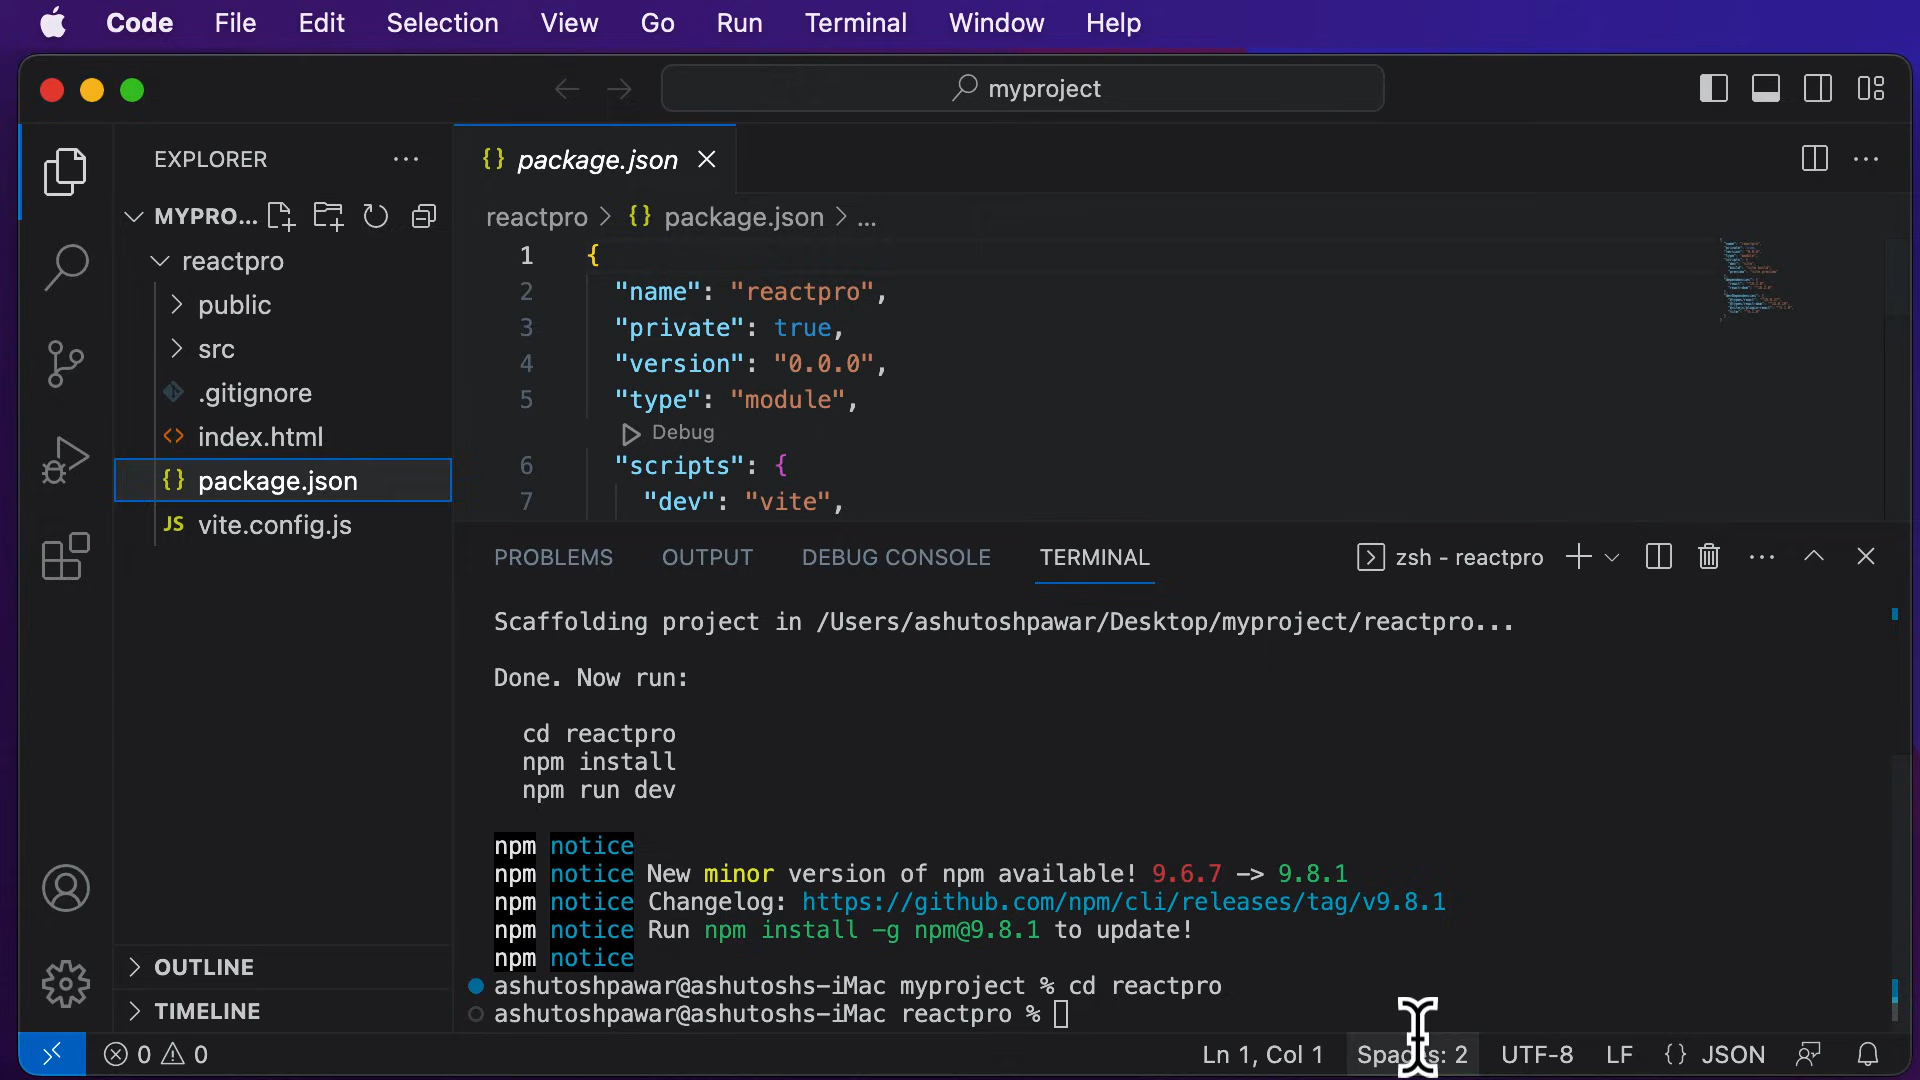 Code File Edit Selection View Go Run Terminal Window Help
myproject
EXPLORER ...
package.json
MYPRO...
reactpro > {} package.json > ...
reactpro
public
src
.gitignore
index.html
package.json
JS vite.config.js
1 {
2 "name": "reactpro",
3 "private": true,
4 "version": "0.0.0",
5 "type": "module",
Debug
6 "scripts": {
7 "dev": "vite",
PROBLEMS OUTPUT DEBUG CONSOLE TERMINAL zsh - reactpro
Scaffolding project in /Users/ashutoshpawar/Desktop/myproject/reactpro...
Done. Now run:
cd reactpro
npm install
npm run dev
npm notice
npm notice New minor version of npm available! 9.6.7 -> 9.8.1
npm notice Changelog: https://github.com/npm/cli/releases/tag/v9.8.1
npm notice Run npm install -g npm@9.8.1 to update!
npm notice
ashutoshpawar@ashutoshs-iMac myproject % cd reactpro
ashutoshpawar@ashutoshs-iMac reactpro %
OUTLINE
TIMELINE
0 0 Ln 1, Col 1 Spaces: 2 UTF-8 LF {} JSON